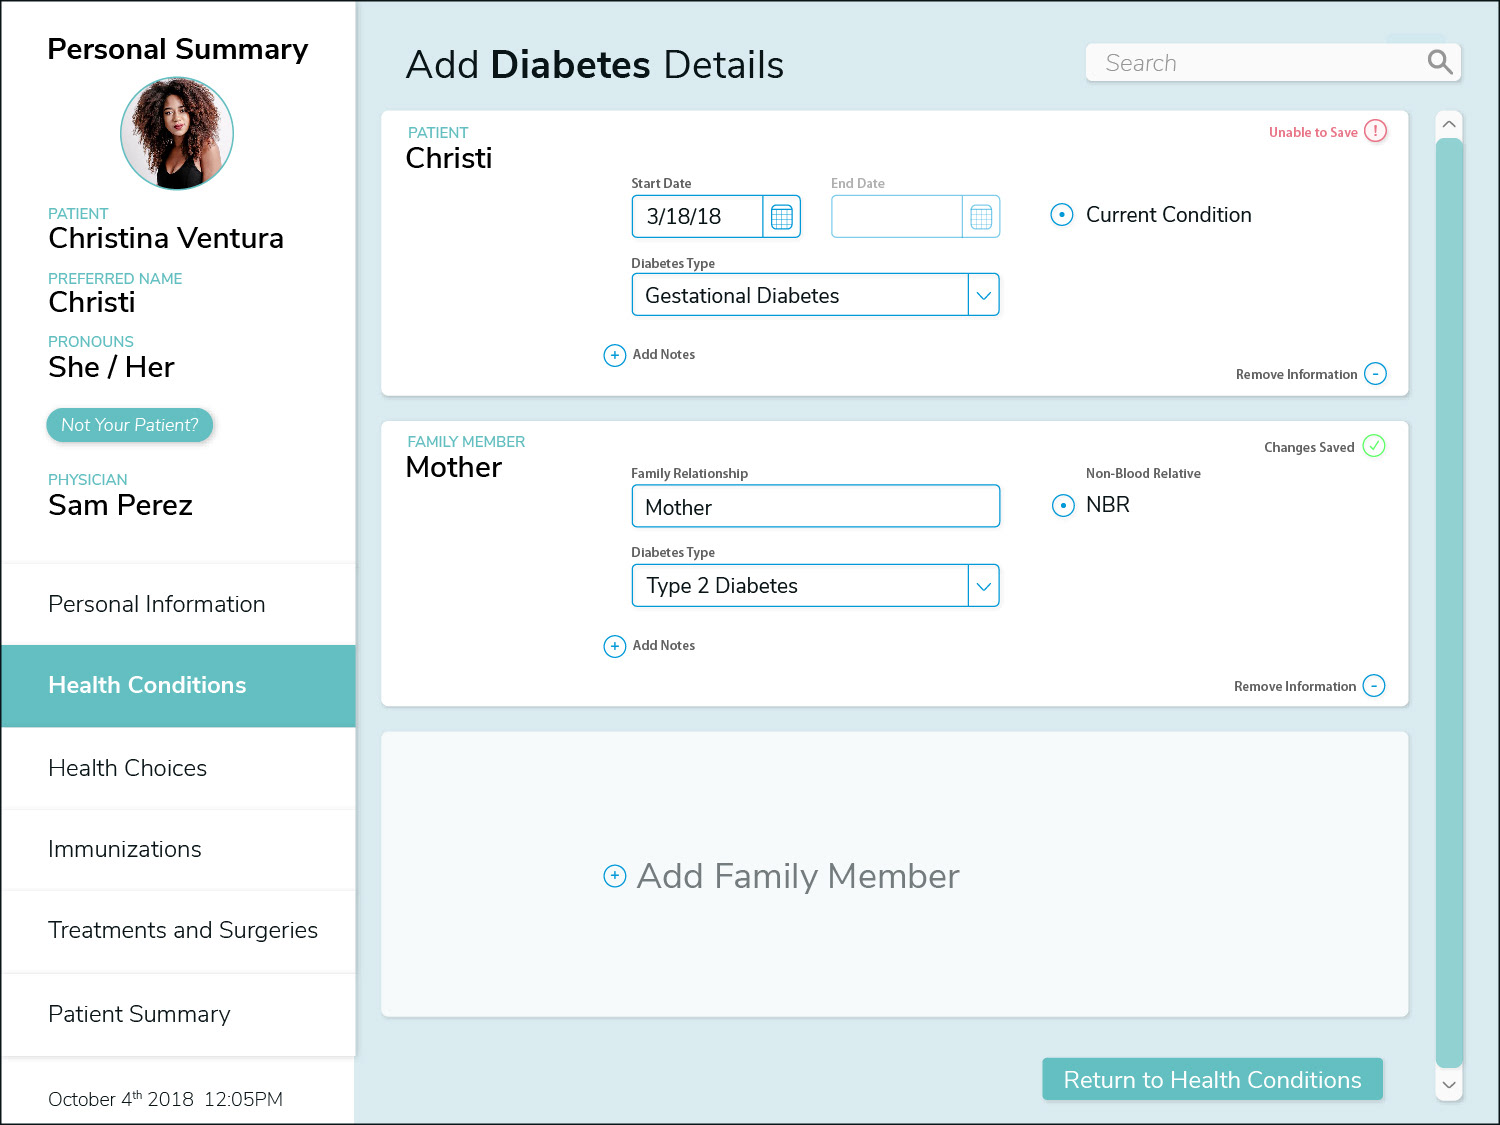 Personal Summary
PATIENT
Christina Ventura
PREFERRED NAME
Christi
PRONOUNS
She / Her
Not Your Patient?
PHYSICIAN
Sam Perez
Personal Information
Health Conditions
Health Choices
Immunizations
Treatments and Surgeries
Patient Summary
October 4th 2018 12:05PM
Add Diabetes Details
Search
PATIENT
Christi
Unable to Save !
Start Date
End Date
3/18/18
Current Condition
Diabetes Type
Gestational Diabetes
+ Add Notes
Remove Information -
FAMILY MEMBER
Mother
Changes Saved
Family Relationship
Non-Blood Relative
Mother
NBR
Diabetes Type
Type 2 Diabetes
+ Add Notes
Remove Information -
+ Add Family Member
Return to Health Conditions